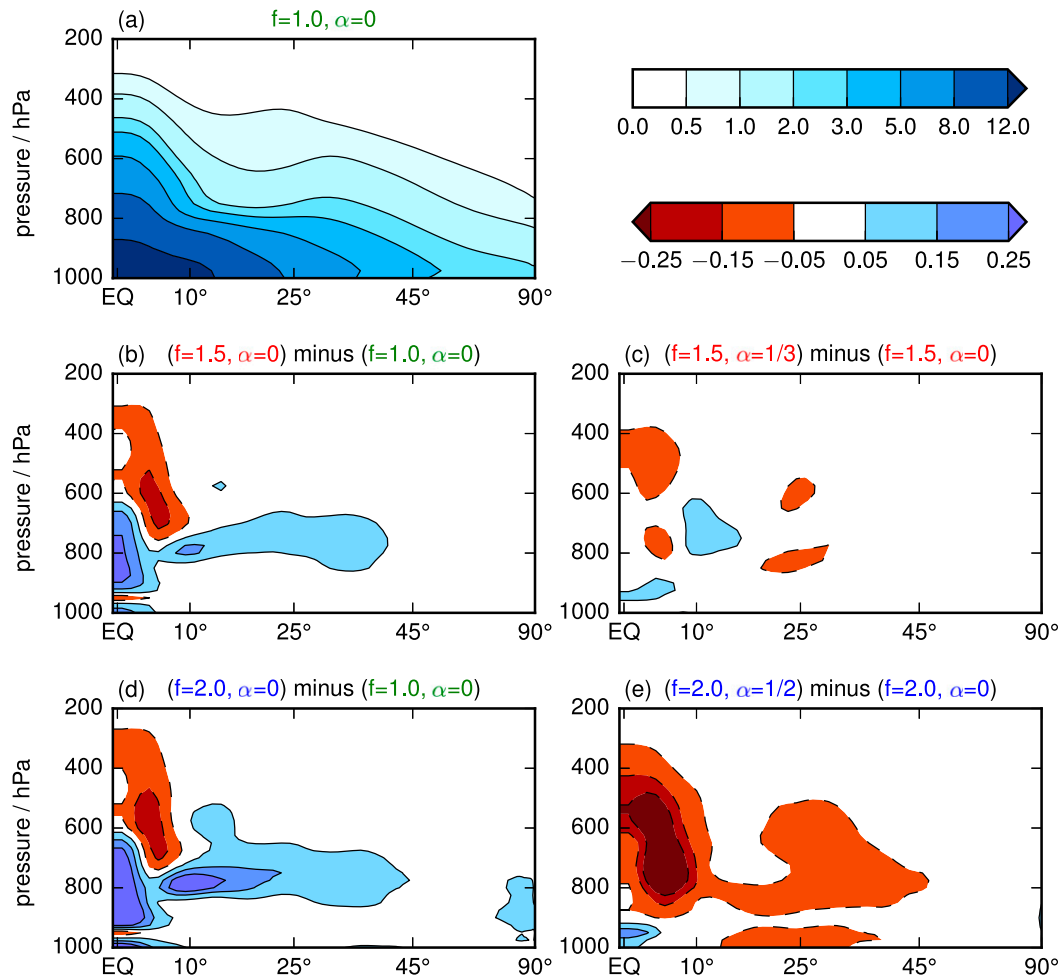 (a) f=1.0, α=0
pressure / hPa
200
400
600
800
1000
EQ 10° 25° 45° 90°
0.0 0.5 1.0 2.0 3.0 5.0 8.0 12.0
−0.25 −0.15 −0.05 0.05 0.15 0.25
(b) (f=1.5, α=0) minus (f=1.0, α=0)
pressure / hPa
200
400
600
800
1000
EQ 10° 25° 45° 90°
(c) (f=1.5, α=1/3) minus (f=1.5, α=0)
200
400
600
800
1000
EQ 10° 25° 45° 90°
(d) (f=2.0, α=0) minus (f=1.0, α=0)
pressure / hPa
200
400
600
800
1000
EQ 10° 25° 45° 90°
(e) (f=2.0, α=1/2) minus (f=2.0, α=0)
200
400
600
800
1000
EQ 10° 25° 45° 90°